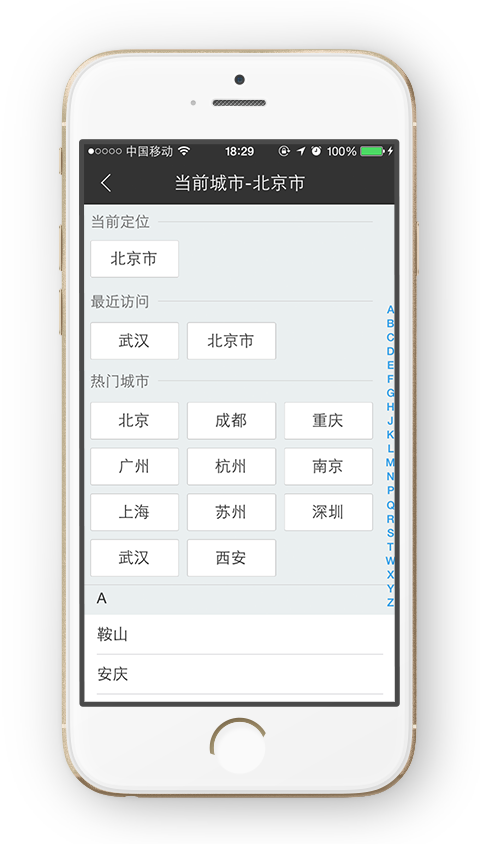 中国移动 18:29 100%
当前城市-北京市
当前定位
北京市
最近访问
武汉 北京市
热门城市
北京 成都 重庆
广州 杭州 南京
上海 苏州 深圳
武汉 西安
A
鞍山
安庆
A
B
C
D
E
F
G
H
J
K
L
M
N
P
Q
R
S
T
W
X
Y
Z